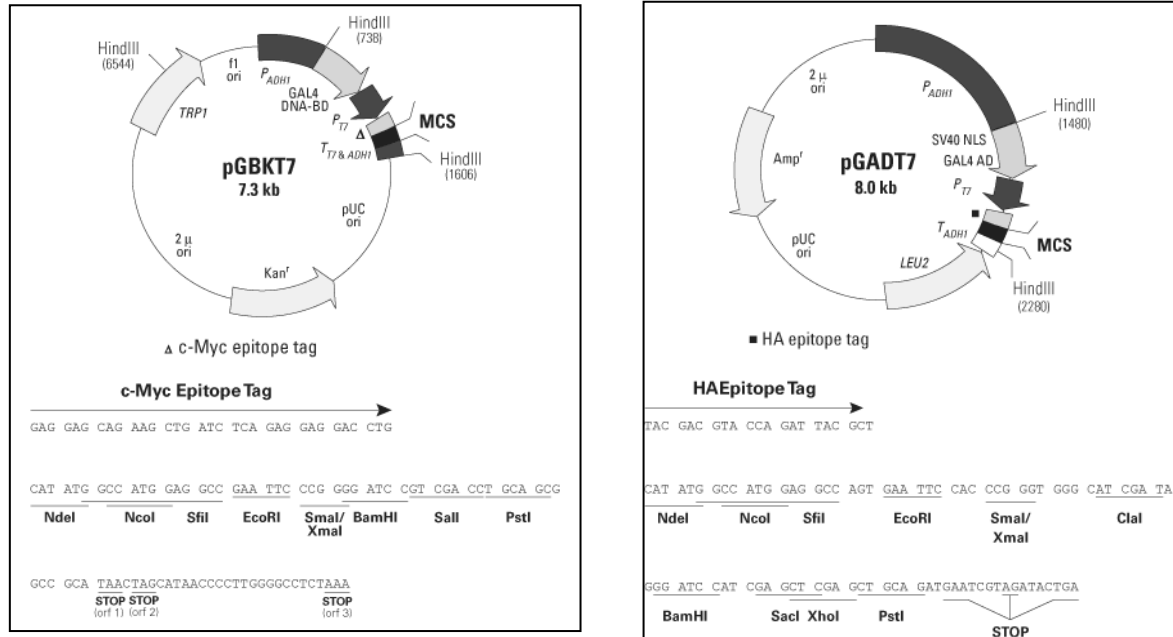 HindIII
(738)
HindIII
(6544)
f1
ori
P_ADH1
GAL4
DNA-BD
TRP1
P_T7
MCS
Δ
T_T7 & ADH1
HindIII
(1606)
pGBKT7
7.3 kb
pUC
ori
2 μ
ori
Kanʳ
Δ c-Myc epitope tag
c-Myc Epitope Tag
GAG GAG CAG AAG CTG ATC TCA GAG GAG GAC CTG
CAT ATG GCC ATG GAG GCC GAA TTC CCG GGG ATC CGT CGA CCT GCA GCG
NdeI NcoI SfiI EcoRI SmaI/ BamHI SalI PstI
XmaI
GCC GCA TAACTAGCATAACCCCTTGGGGCCTCTAAA
STOP STOP STOP
(orf 1) (orf 2) (orf 3)
2 μ
ori
P_ADH1
HindIII
(1480)
SV40 NLS
GAL4 AD
Ampʳ
pGADT7
8.0 kb
P_T7
T_ADH1
MCS
pUC
ori
LEU2
HindIII
(2280)
■ HA epitope tag
HAEpitope Tag
TAC GAC GTA CCA GAT TAC GCT
CAT ATG GCC ATG GAG GCC AGT GAA TTC CAC CCG GGT GGG CAT CGA TA
NdeI NcoI SfiI EcoRI SmaI/ ClaI
XmaI
GGG ATC CAT CGA GCT CGA GCT GCA GATGAATCGTAGATACTGA
BamHI SacI XhoI PstI
STOP